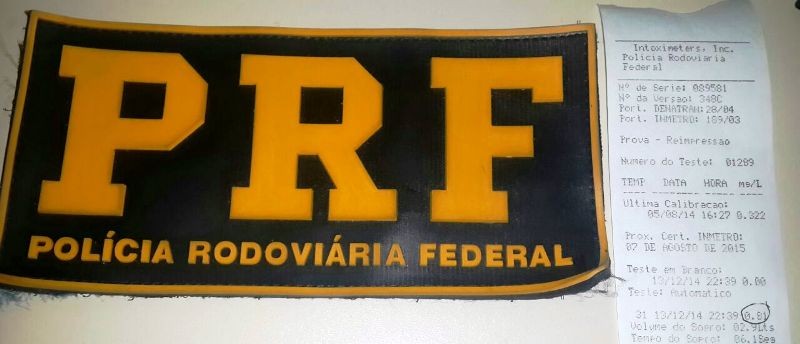 PRF
POLÍCIA RODOVIÁRIA FEDERAL
Intoximeters, Inc.
Policia Rodoviaria
Federal
Nº de Serie: 089581
Nº da Versao: 348C
Port. DENATRAN:28/04
Port. INMETRO: 189/03
Prova - Reimpressao
Numero do Teste: 01209
TEMP DATA HORA mg/L
Ultima Calibracao:
05/08/14 16:27 0.322
Prox. Cert. INMETRO:
07 DE AGOSTO DE 2015
Teste em Branco:
13/12/14 22:39 0.00
Teste: Automatico
31 13/12/14 22:39 0.81
Volume do Sopro: 02.9Lts
Tempo do Sopro: 06.1Seg